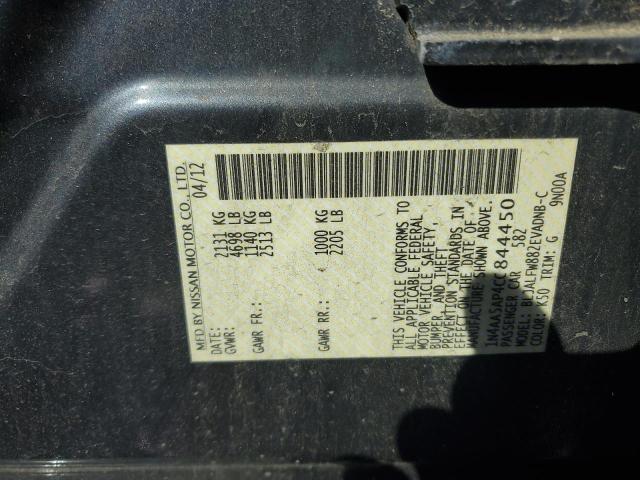 MFD BY NISSAN MOTOR CO., LTD.
04/12
GVWR: 2131 KG
4698 LB
GAWR FR.: 1140 KG
2513 LB
GAWR RR.: 1000 KG
2205 LB
THIS VEHICLE CONFORMS TO
ALL APPLICABLE FEDERAL
MOTOR VEHICLE SAFETY,
BUMPER, AND THEFT
PREVENTION STANDARDS IN
EFFECT ON THE DATE OF
MANUFACTURE SHOWN ABOVE.
1N4AA5AP4CC844450
PASSENGER CAR 582
MODEL: BLJALFW882EVADNB-C
COLOR: K50 TRIM: G 9N00A